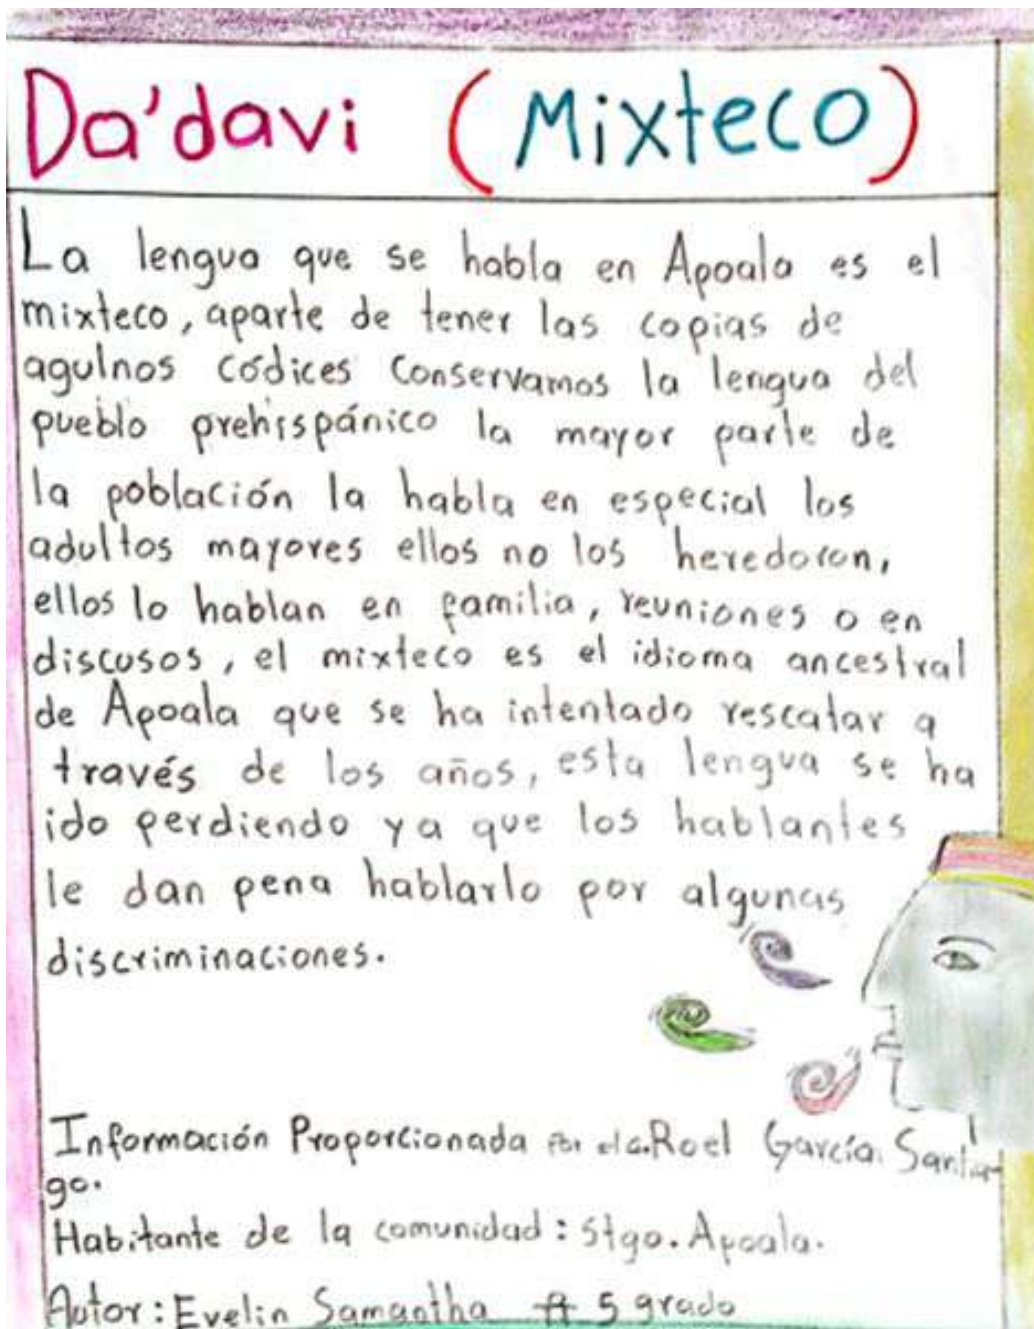 Da'davi (Mixteco)
La lengua que se habla en Apoala es el
mixteco, aparte de tener las copias de
agulnos códices Conservamos la lengua del
pueblo prehispánico la mayor parte de
la población la habla en especial los
adultos mayores ellos no los heredoron,
ellos lo hablan en familia, reuniones o en
discusos, el mixteco es el idioma ancestral
de Apoala que se ha intentado rescatar a
través de los años, esta lengua se ha
ido perdiendo ya que los hablantes
le dan pena hablarlo por algunas
discriminaciones.
Información Proporcionada Por el c. Roel García Santia-
go.
Habitante de la comunidad: Stgo. Apoala.
Autor: Evelin Samantha 5 grado